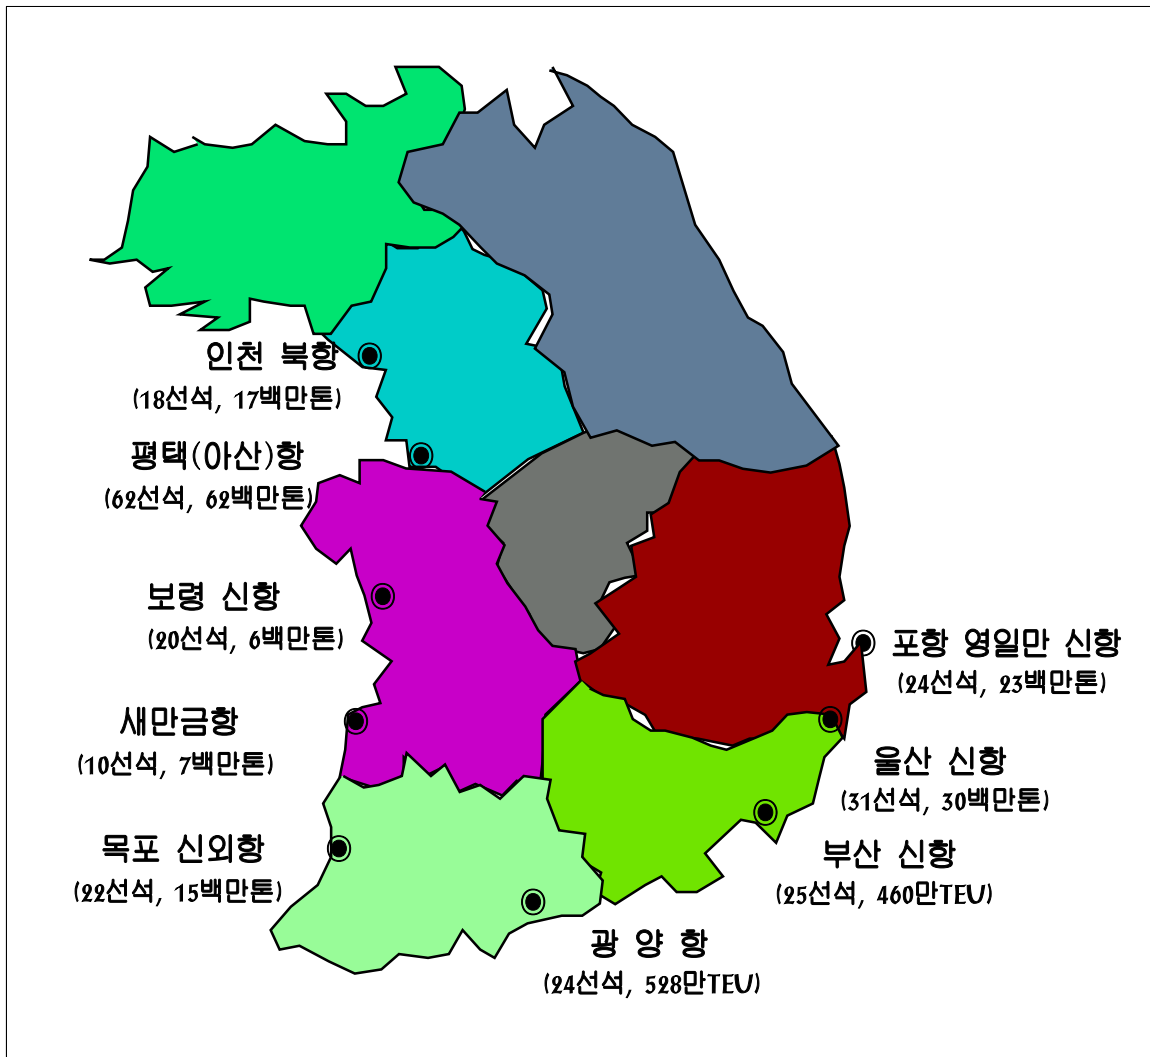 인천 북항
(18선석, 17백만톤)
평택(아산)항
(62선석, 62백만톤)
보령 신항
(20선석, 6백만톤)
포항 영일만 신항
(24선석, 23백만톤)
새만금항
(10선석, 7백만톤)
울산 신항
(31선석, 30백만톤)
목포 신외항
(22선석, 15백만톤)
부산 신항
(25선석, 460만TEU)
광 양 항
(24선석, 528만TEU)